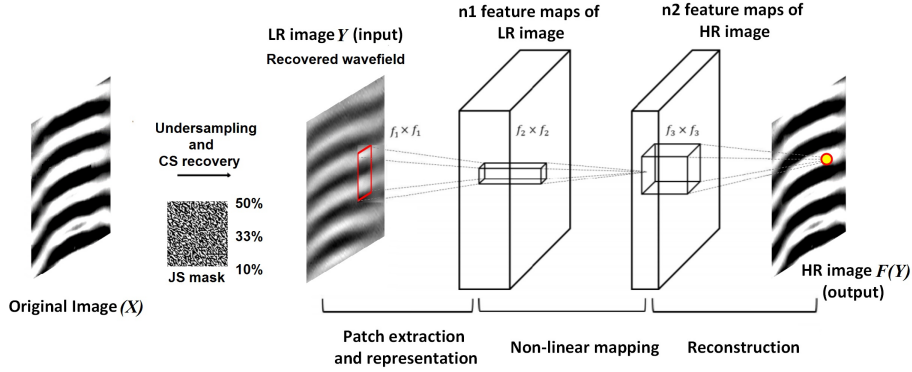 n1 feature maps of
LR image
n2 feature maps of
HR image
LR image Y (input)
Recovered wavefield
f₁ × f₁
f₂ × f₂
f₃ × f₃
Undersampling
and
CS recovery
50%
33%
10%
JS mask
Original Image (X)
HR image F(Y)
(output)
Patch extraction
and representation
Non-linear mapping
Reconstruction